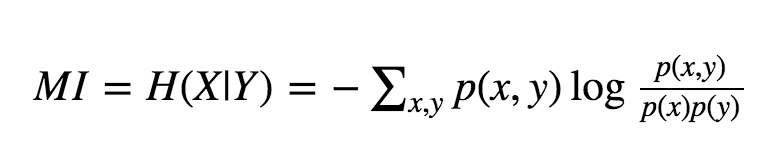 MI = H(X|Y) = − ∑x,y p(x, y) log p(x,y)/p(x)p(y)